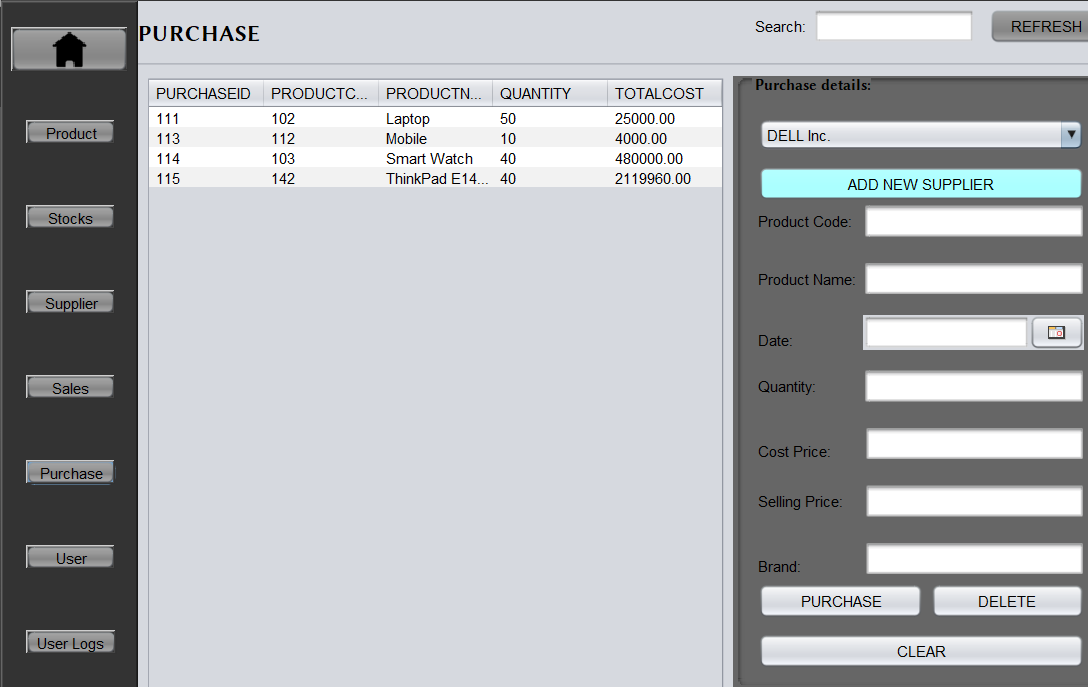 PURCHASE
Search:
REFRESH
Product
Stocks
Supplier
Sales
Purchase
User
User Logs
PURCHASEID PRODUCTC... PRODUCTN... QUANTITY TOTALCOST
111 102 Laptop 50 25000.00
113 112 Mobile 10 4000.00
114 103 Smart Watch 40 480000.00
115 142 ThinkPad E14... 40 2119960.00
Purchase details:
DELL Inc.
ADD NEW SUPPLIER
Product Code:
Product Name:
Date:
Quantity:
Cost Price:
Selling Price:
Brand:
PURCHASE DELETE
CLEAR